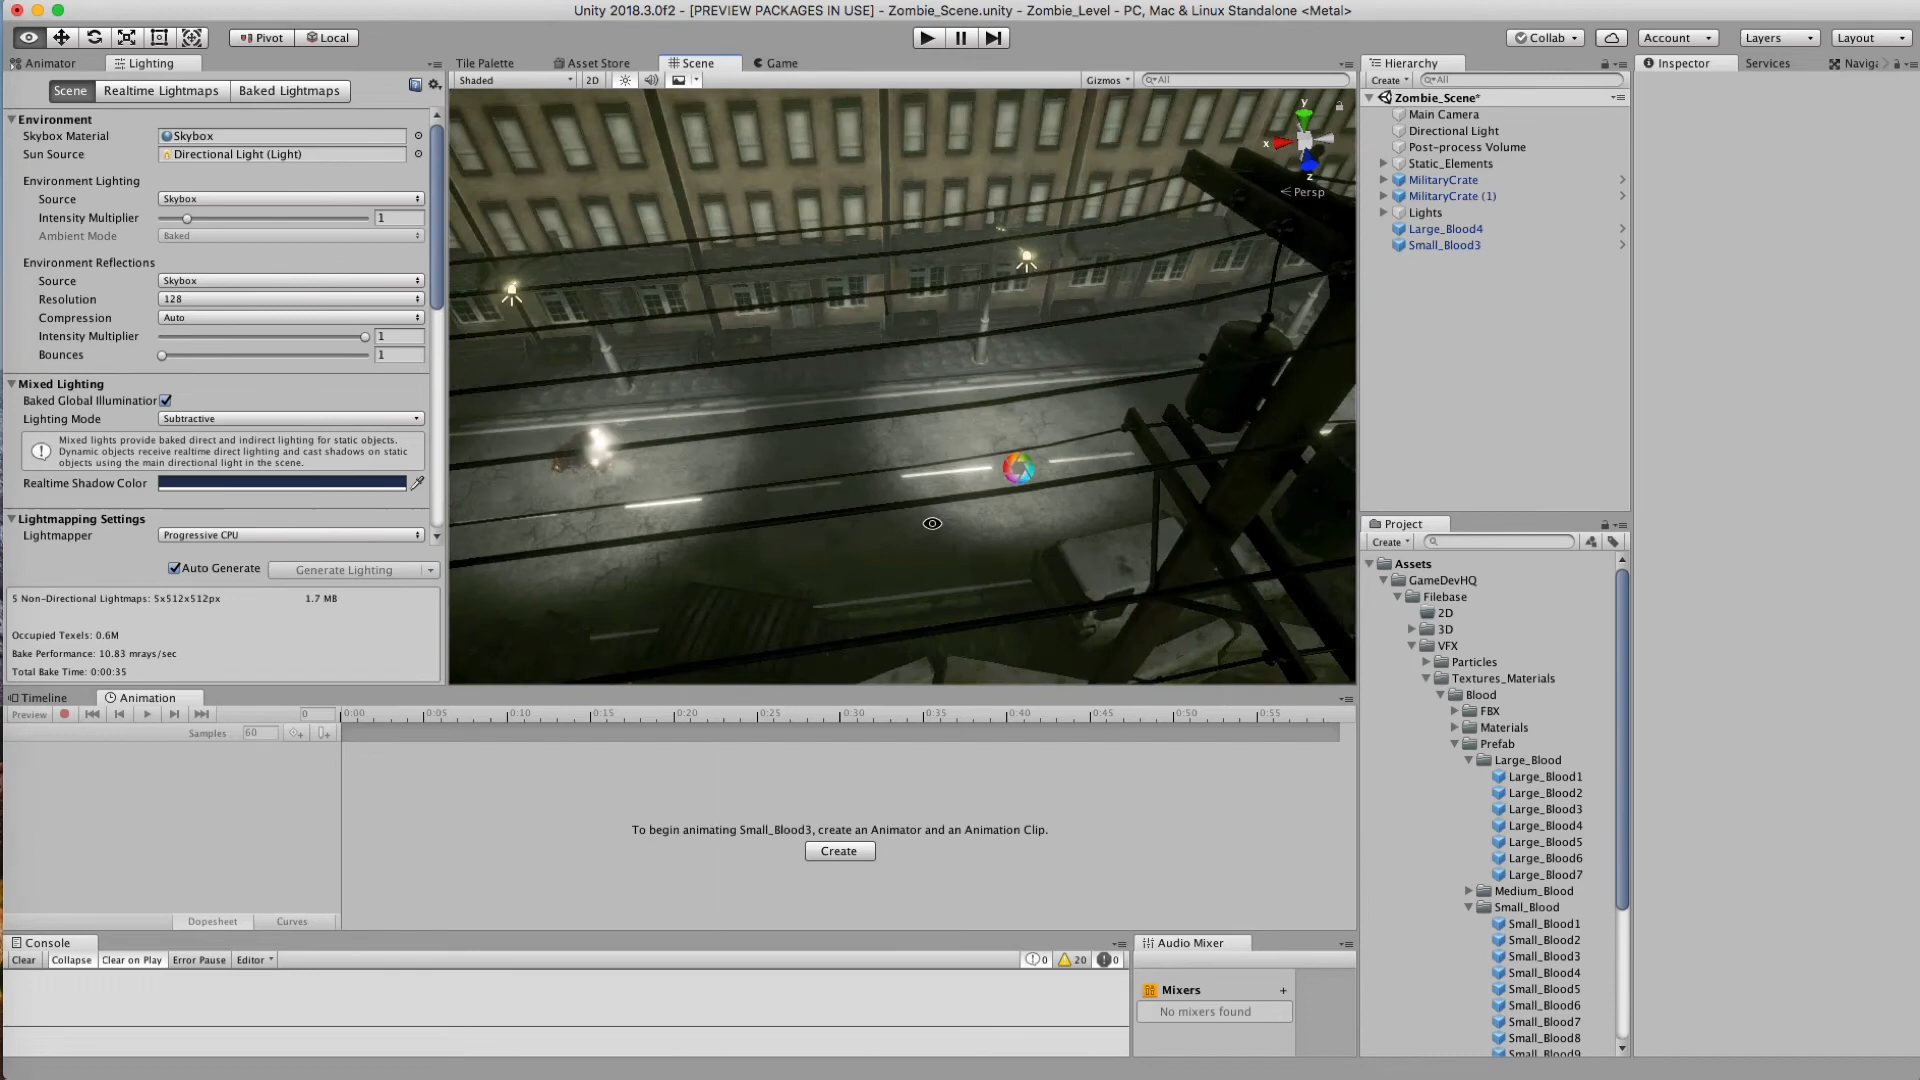 Unity 2018.3.0f2 - [PREVIEW PACKAGES IN USE] - Zombie_Scene.unity - Zombie_Level - PC, Mac & Linux Standalone <Metal>
Pivot Local Collab Account Layers Layout
Animator Lighting
Scene Realtime Lightmaps Baked Lightmaps
Environment
Skybox Material Skybox
Sun Source Directional Light (Light)
Environment Lighting
Source Skybox
Intensity Multiplier 1
Ambient Mode Baked
Environment Reflections
Source Skybox
Resolution 128
Compression Auto
Intensity Multiplier 1
Bounces 1
Mixed Lighting
Baked Global Illumination
Lighting Mode Subtractive
Mixed lights provide baked direct and indirect lighting for static objects.
Dynamic objects receive realtime direct lighting and cast shadows on static
objects using the main directional light in the scene.
Realtime Shadow Color
Lightmapping Settings
Lightmapper Progressive CPU
Auto Generate Generate Lighting
5 Non-Directional Lightmaps: 5x512x512px 1.7 MB
Occupied Texels: 0.6M
Bake Performance: 10.83 mrays/sec
Total Bake Time: 0:00:35
Tile Palette Asset Store Scene Game
Shaded 2D Gizmos All
y
x
z
Persp
Hierarchy
Create All
Zombie_Scene*
Main Camera
Directional Light
Post-process Volume
Static_Elements
MilitaryCrate
MilitaryCrate (1)
Lights
Large_Blood4
Small_Blood3
Inspector Services Naviga
Timeline Animation
Preview 0 0:00 0:05 0:10 0:15 0:20 0:25 0:30 0:35 0:40 0:45 0:50 0:55
Samples 60
To begin animating Small_Blood3, create an Animator and an Animation Clip.
Create
Dopesheet Curves
Console
Clear Collapse Clear on Play Error Pause Editor 0 20 0
Audio Mixer
Mixers +
No mixers found
Project
Create
Assets
GameDevHQ
Filebase
2D
3D
VFX
Particles
Textures_Materials
Blood
FBX
Materials
Prefab
Large_Blood
Large_Blood1
Large_Blood2
Large_Blood3
Large_Blood4
Large_Blood5
Large_Blood6
Large_Blood7
Medium_Blood
Small_Blood
Small_Blood1
Small_Blood2
Small_Blood3
Small_Blood4
Small_Blood5
Small_Blood6
Small_Blood7
Small_Blood8
Small_Blood9